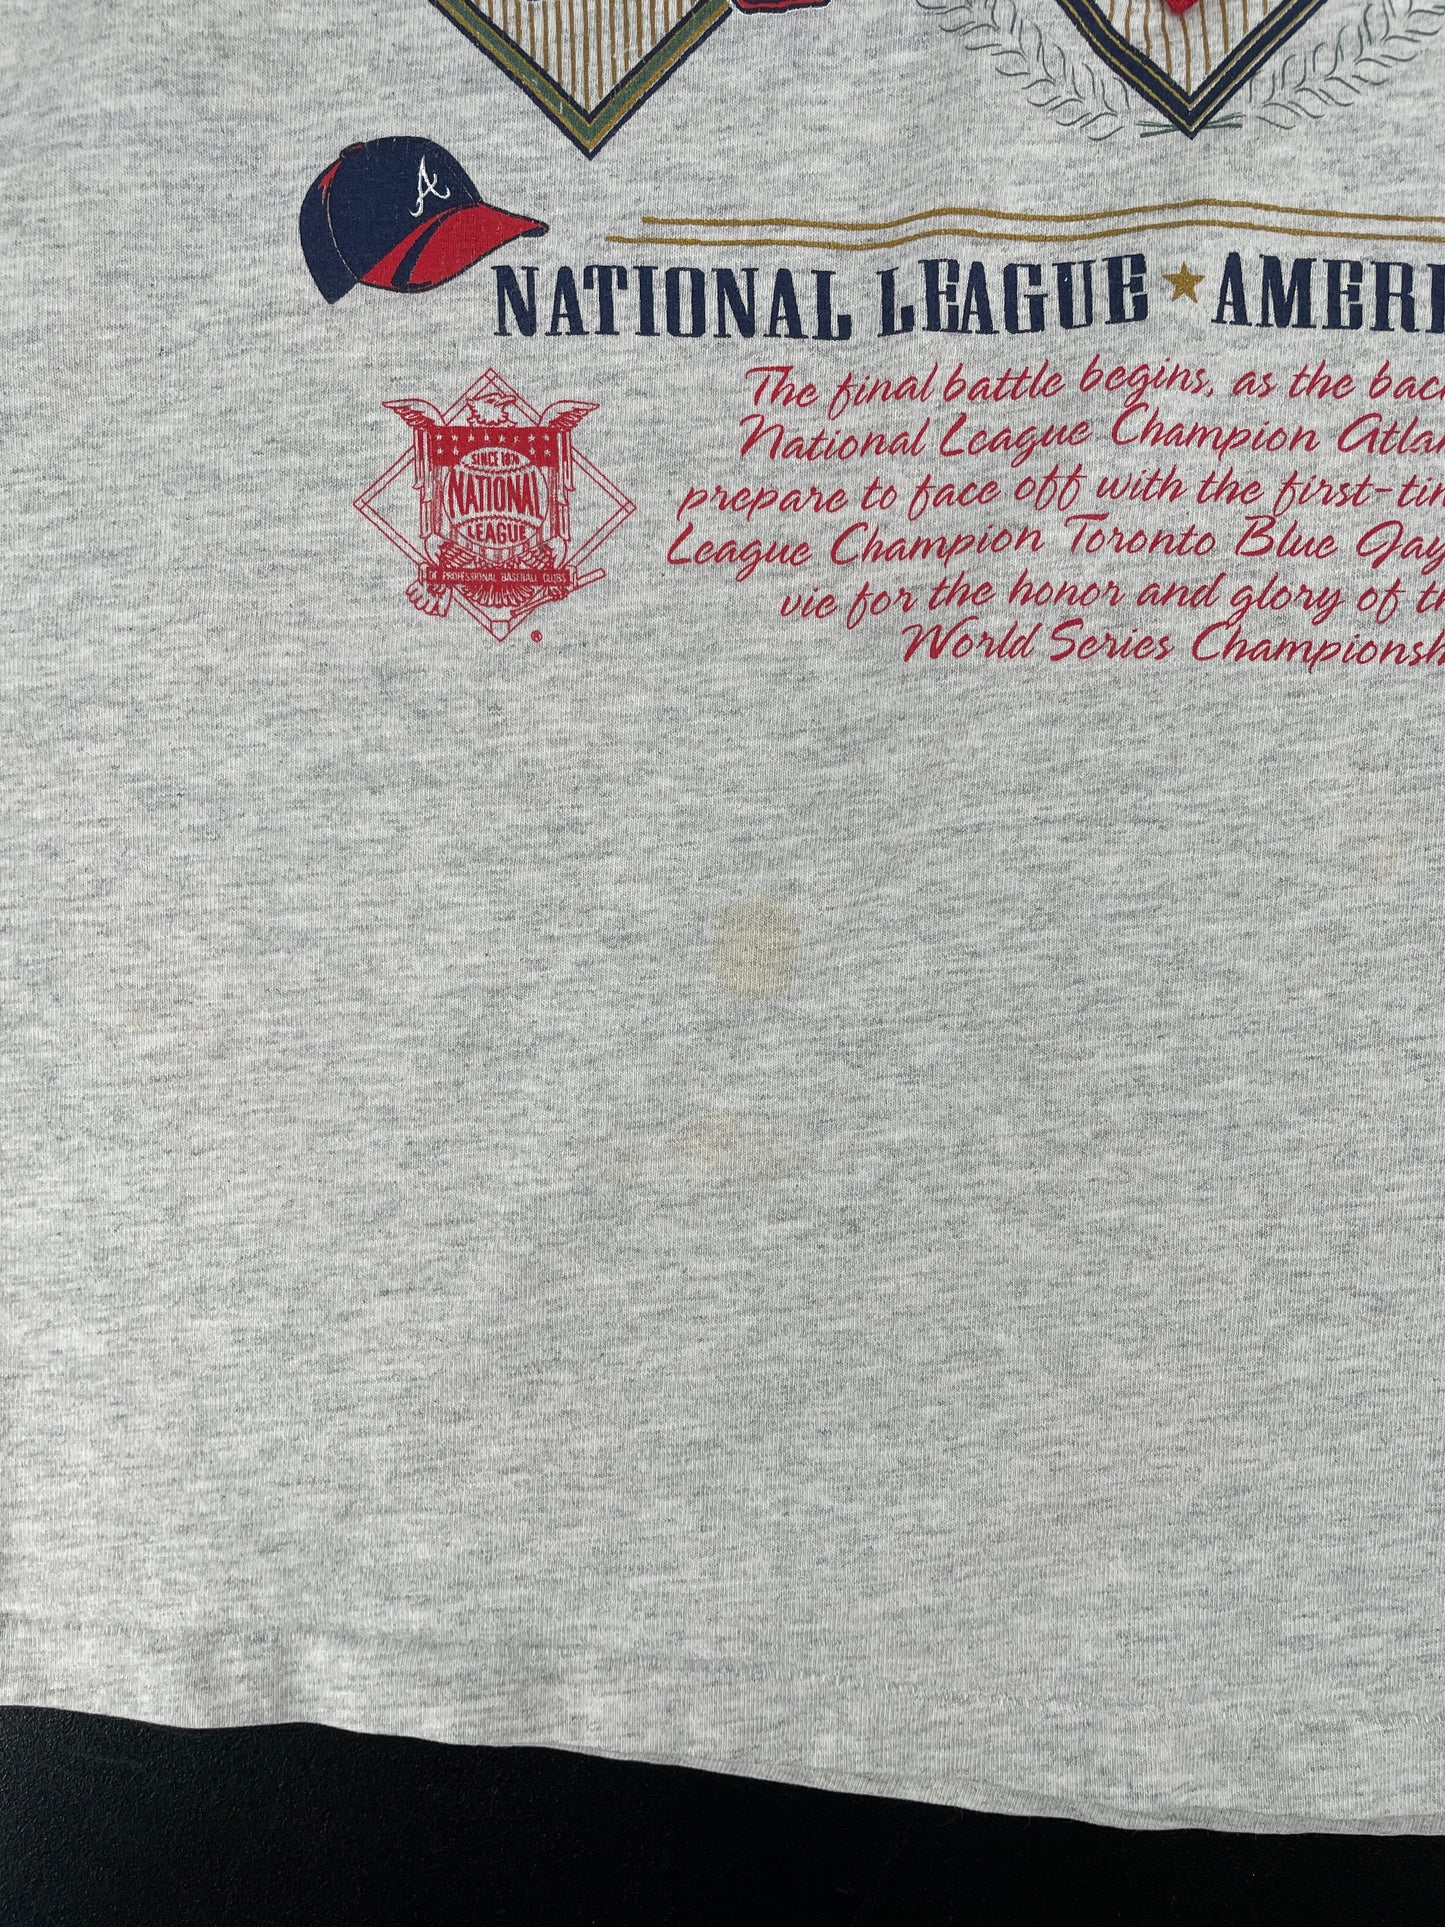 A
NATIONAL LEAGUE ★ AMERI
The final battle begins, as the bac
National League Champion Atlan
prepare to face off with the first-tim
League Champion Toronto Blue Jay
vie for the honor and glory of th
World Series Championsh
SINCE 1876
NATIONAL
LEAGUE
OF PROFESSIONAL BASEBALL CLUBS
®